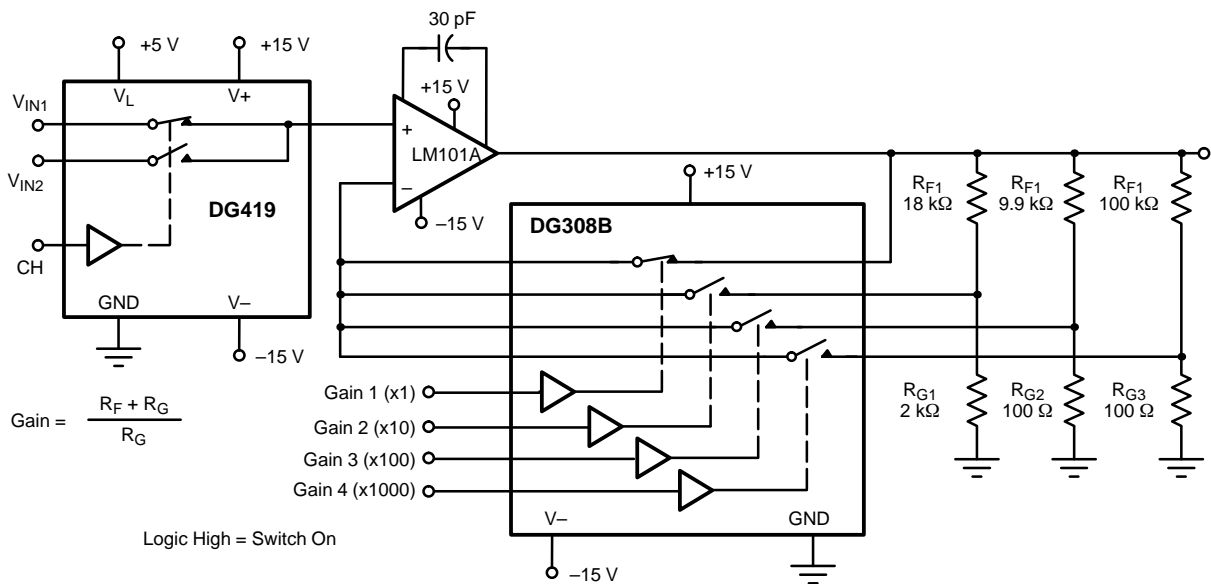 30 pF
+5 V
+15 V
VL
V+
VIN1
VIN2
DG419
CH
GND
V–
–15 V
+15 V
+
LM101A
–
–15 V
+15 V
DG308B
RF1
18 kΩ
RF1
9.9 kΩ
RF1
100 kΩ
RG1
2 kΩ
RG2
100 Ω
RG3
100 Ω
Gain = RF + RG
RG
Gain 1 (x1)
Gain 2 (x10)
Gain 3 (x100)
Gain 4 (x1000)
V–
GND
Logic High = Switch On
–15 V